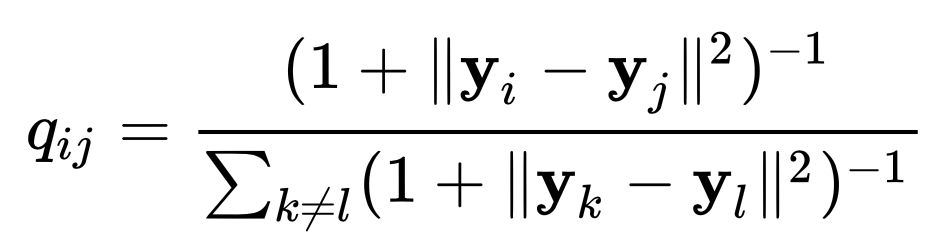 q_{ij} = \frac{(1 + \|\mathbf{y}_i - \mathbf{y}_j\|^2)^{-1}}{\sum_{k \neq l} (1 + \|\mathbf{y}_k - \mathbf{y}_l\|^2)^{-1}}